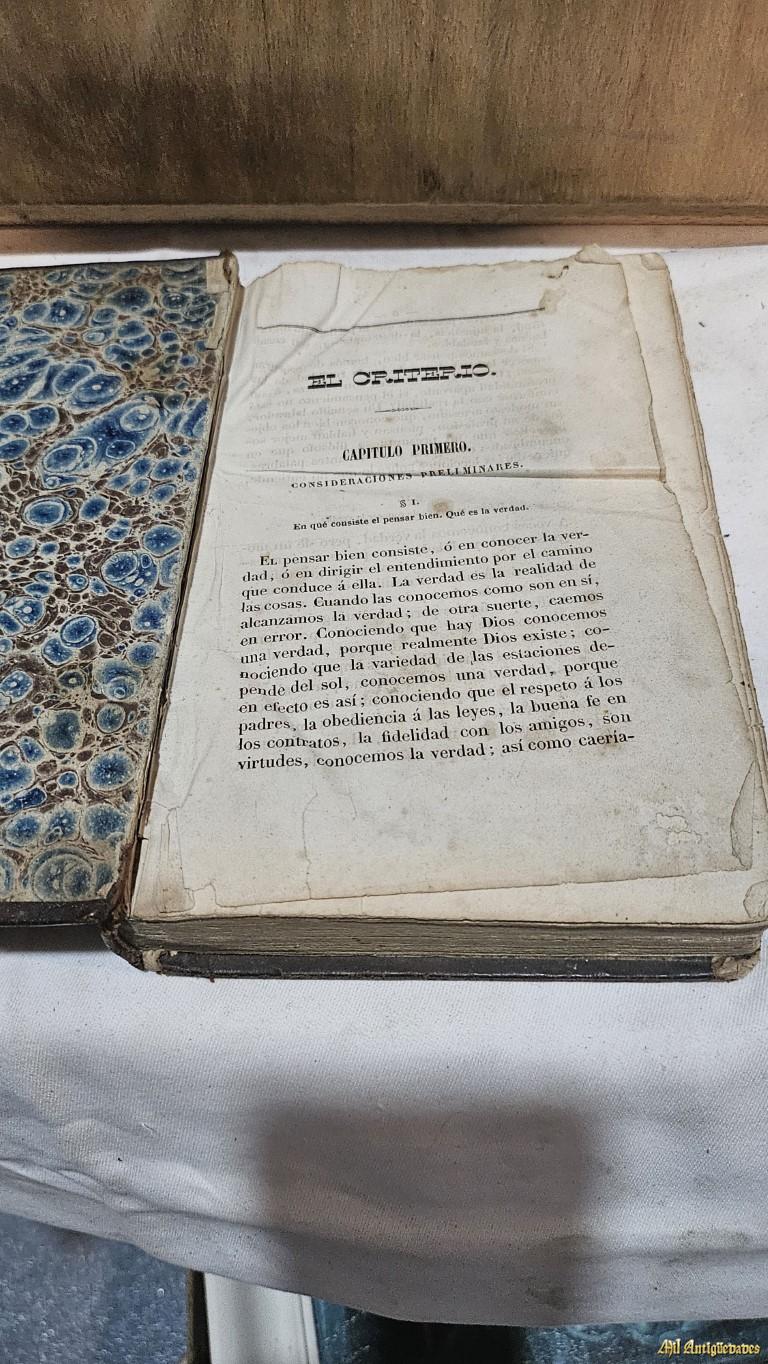 EL CRITERIO.
CAPITULO PRIMERO.
CONSIDERACIONES PRELIMINARES.
§ I.
En qué consiste el pensar bien. Qué es la verdad.
EL pensar bien consiste, ó en conocer la ver-
dad, ó en dirigir el entendimiento por el camino
que conduce á ella. La verdad es la realidad de
las cosas. Cuando las conocemos como son en sí,
alcanzámos la verdad; de otra suerte, caemos
en error. Conociendo que hay Dios conocemos
una verdad, porque realmente Dios existe; co-
nociendo que la variedad de las estaciones de-
pende del sol, conocemos una verdad, porque
en efecto es así; conociendo que el respeto á los
padres, la obediencia á las leyes, la buena fe en
los contratos, la fidelidad con los amigos, son
virtudes, conocemos la verdad; así como caería-
Mil Antigüedades